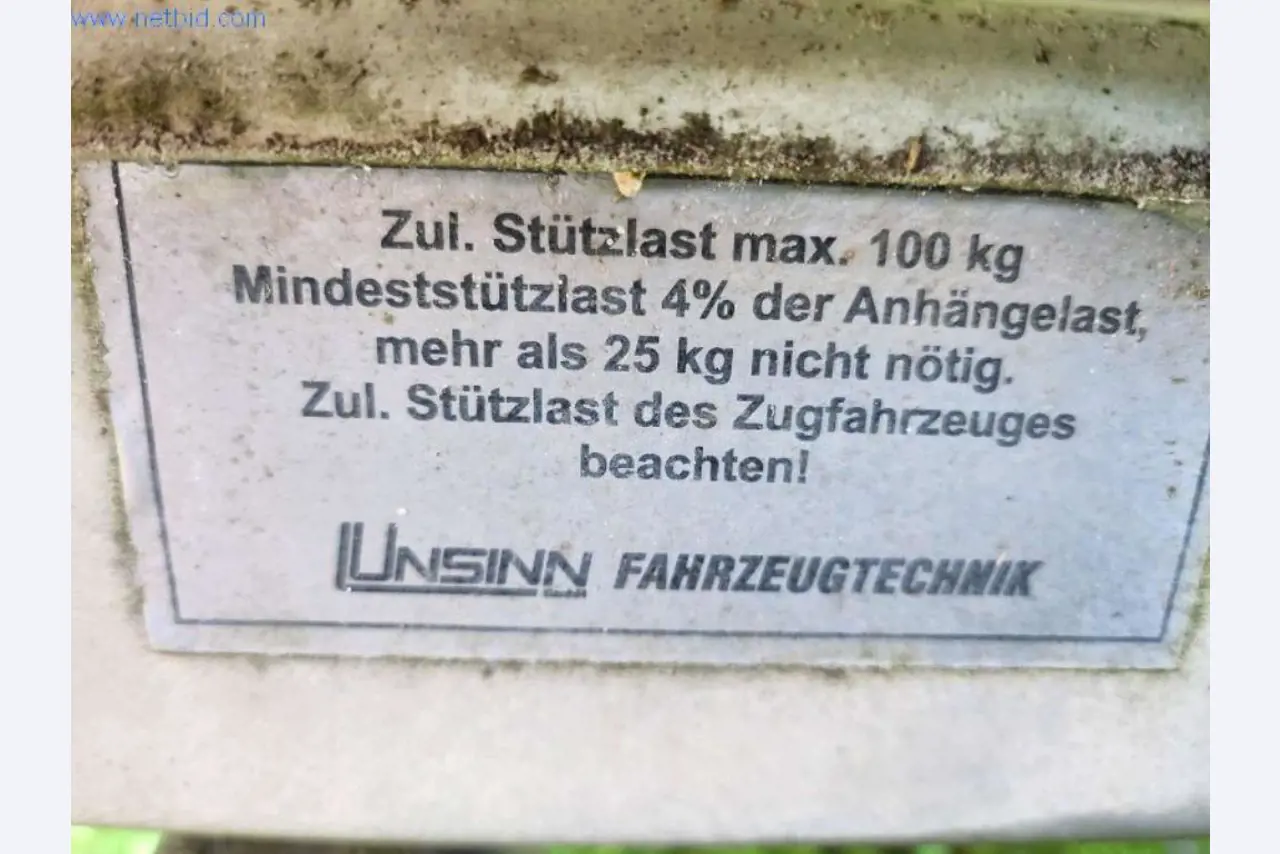 www.netbid.com
Zul. Stützlast max. 100 kg
Mindeststützlast 4% der Anhängelast,
mehr als 25 kg nicht nötig.
Zul. Stützlast des Zugfahrzeuges
beachten!
UNSINN GmbH FAHRZEUGTECHNIK